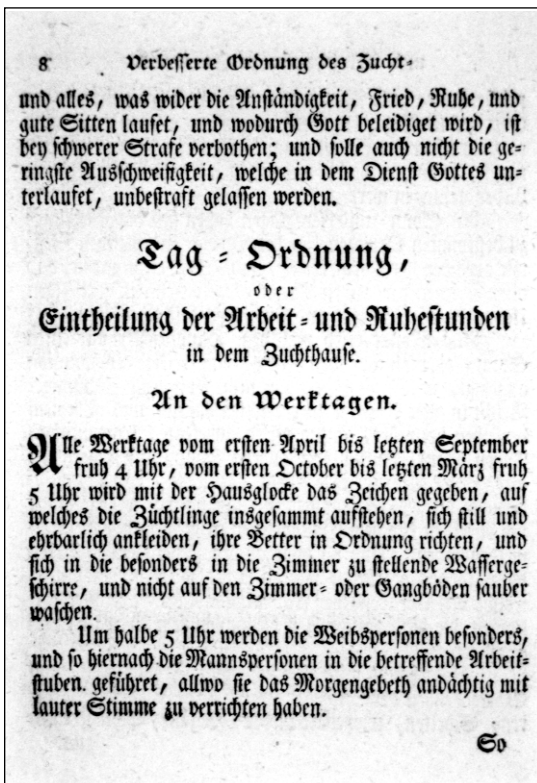 8 Verbesserte Ordnung des Zucht-
und alles, was wider die Anständigkeit, Fried, Ruhe, und
gute Sitten laufet, und wodurch Gott beleidiget wird, ist
bey schwerer Strafe verbothen; und solle auch nicht die ge-
ringste Ausschweifigkeit, welche in dem Dienst Gottes un-
terlaufet, unbestraft gelassen werden.
Tag-Ordnung,
oder
Eintheilung der Arbeit- und Ruhestunden
in dem Zuchthause.
An den Werktagen.
Alle Werktage vom ersten April bis letzten September
fruh 4 Uhr, vom ersten October bis letzten März fruh
5 Uhr wird mit der Hausglocke das Zeichen gegeben, auf
welches die Züchtlinge insgesammt aufstehen, sich still und
ehrbarlich ankleiden, ihre Better in Ordnung richten, und
sich in die besonders in die Zimmer zu stellende Wasserge-
schirre, und nicht auf den Zimmer- oder Gangböden sauber
waschen.
Um halbe 5 Uhr werden die Weibspersonen besonders,
und so hiernach die Mannspersonen in die betreffende Arbeit-
stuben. geführet, allwo sie das Morgengebeth andächtig mit
lauter Stimme zu verrichten haben.
So